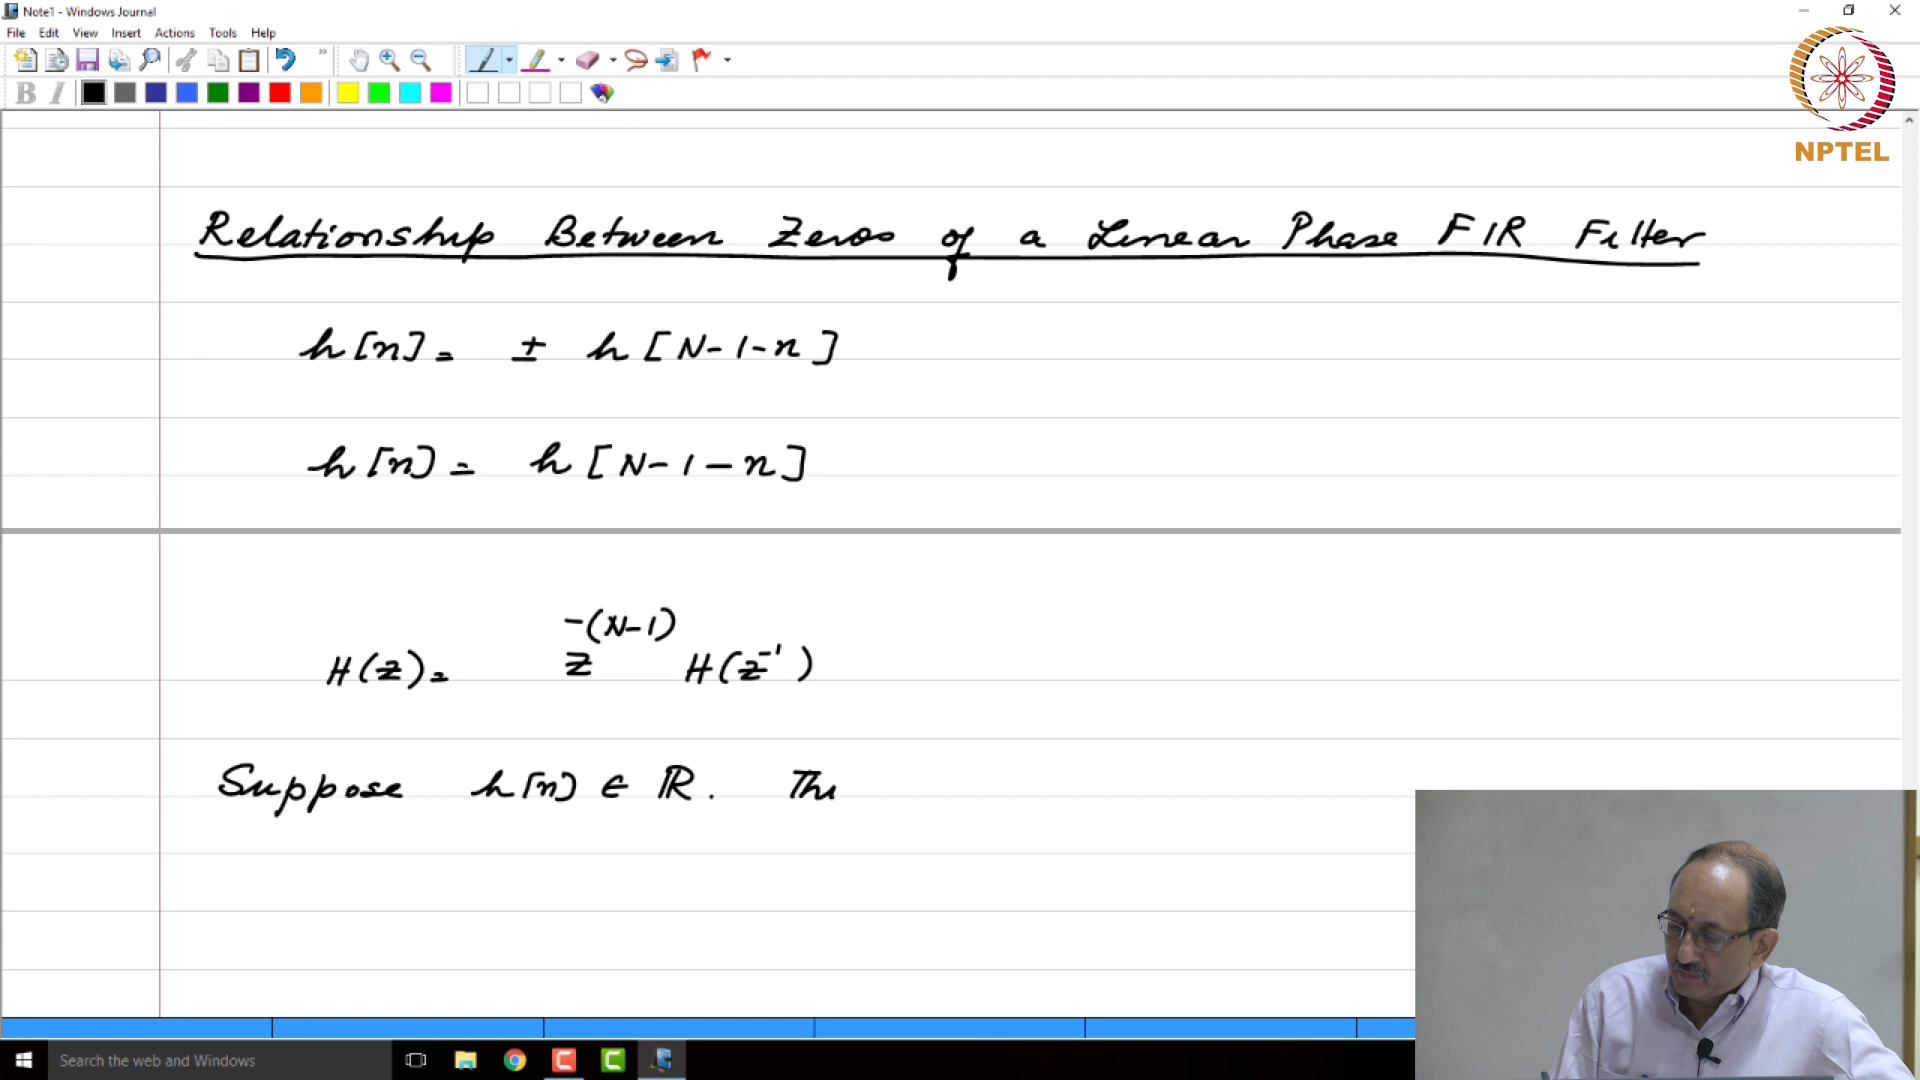 Note1 - Windows Journal
File Edit View Insert Actions Tools Help
B I
NPTEL
Relationship Between Zeros of a Linear Phase FIR Filter
h[n] = ± h[N-1-n]
h[n] = h[N-1-n]
H(z) = z^{-(N-1)} H(z^{-1})
Suppose h[n] ∈ ℝ. The
Search the web and Windows